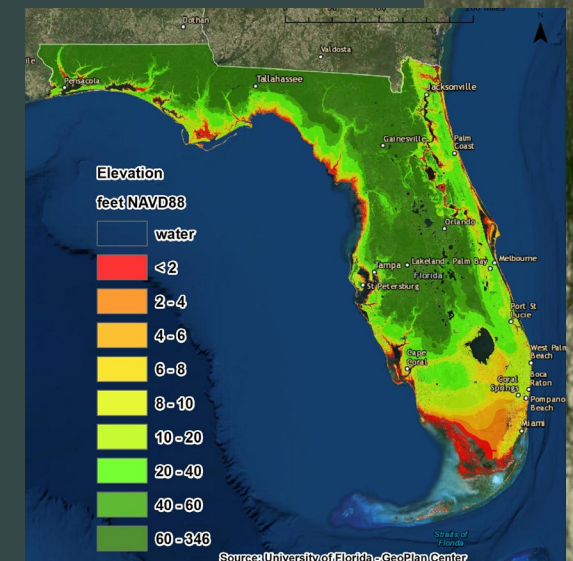 200 Miles
N
Dothan
Valdosta
Pensacola
Tallahassee
Jacksonville
Gainesville
Palm
Coast
Elevation
feet NAVD88
water
< 2
2 - 4
4 - 6
6 - 8
8 - 10
10 - 20
20 - 40
40 - 60
60 - 346
Orlando
Tampa
Lakeland
Palm Bay
Melbourne
Florida
St Petersburg
Port St
Lucie
West Palm
Beach
Cape
Coral
Coral
Springs
Boca
Raton
Pompano
Beach
Miami
Straits of
Florida
Source: University of Florida - GeoPlan Center